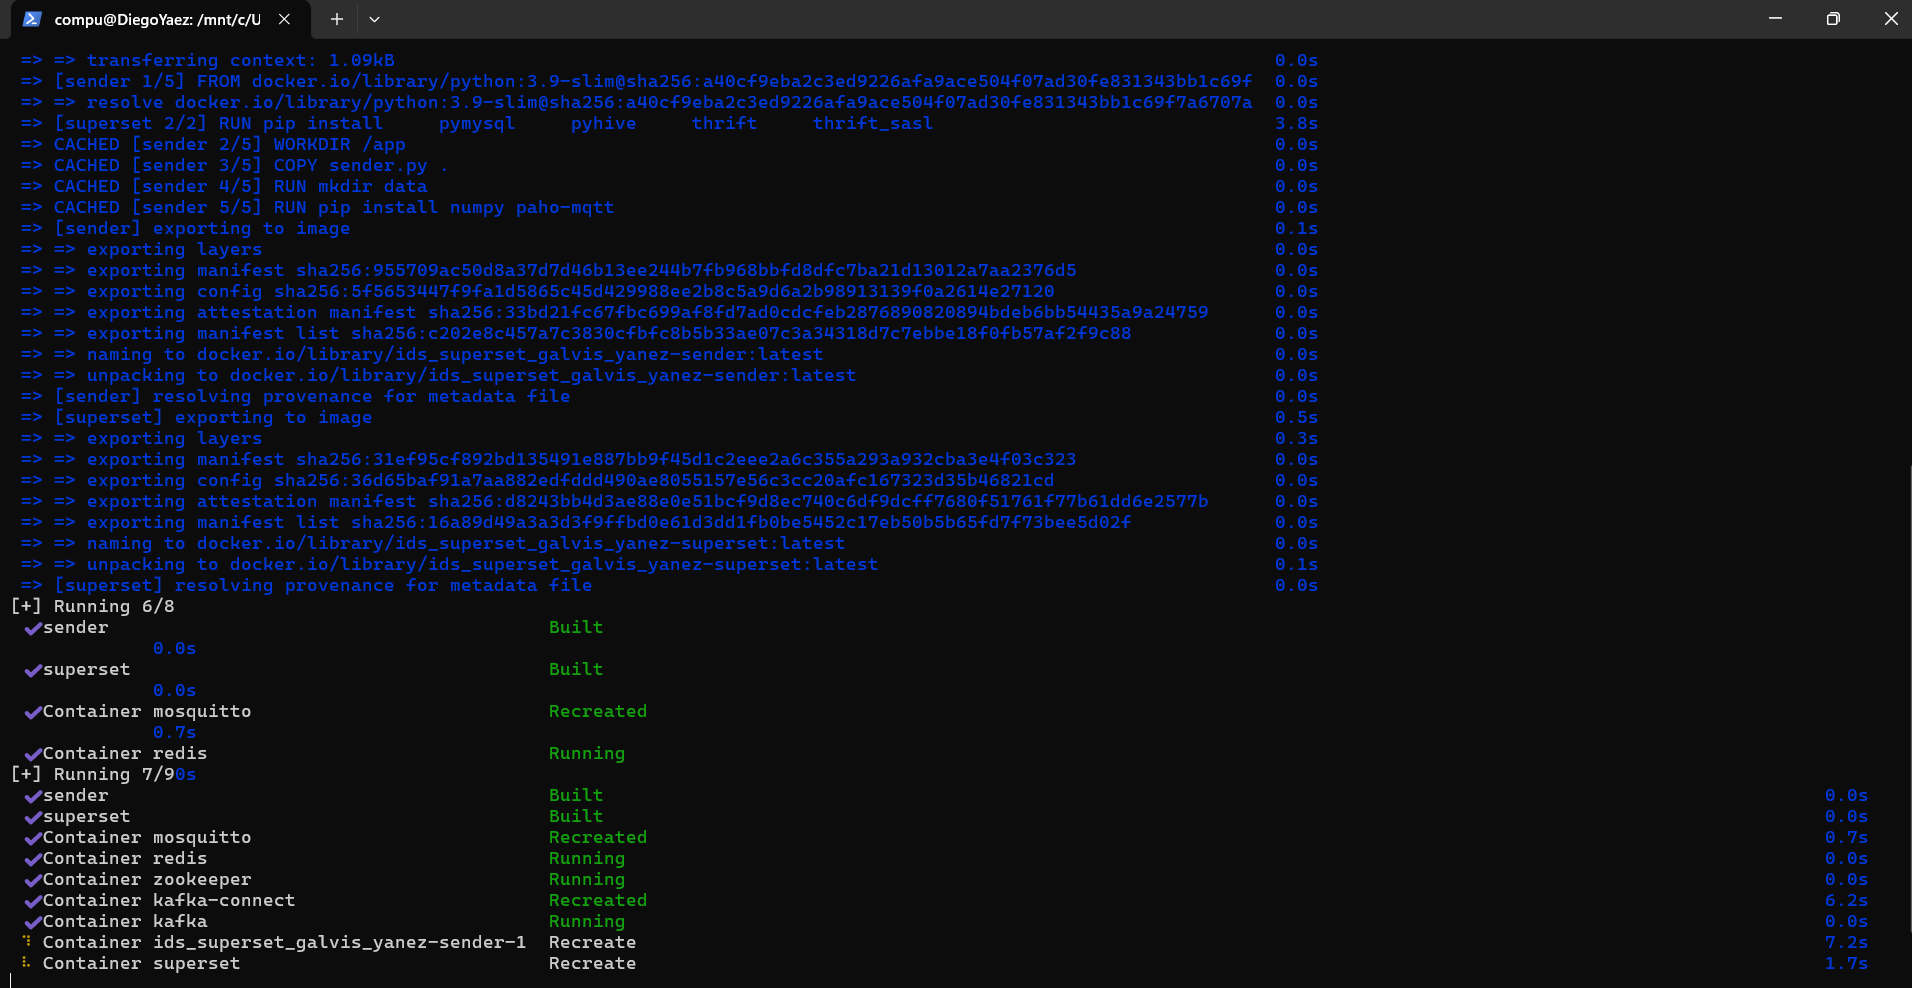 compu@DiegoYaez: /mnt/c/U
=> => transferring context: 1.09kB 0.0s
=> [sender 1/5] FROM docker.io/library/python:3.9-slim@sha256:a40cf9eba2c3ed9226afa9ace504f07ad30fe831343bb1c69f 0.0s
=> => resolve docker.io/library/python:3.9-slim@sha256:a40cf9eba2c3ed9226afa9ace504f07ad30fe831343bb1c69f7a6707a 0.0s
=> [superset 2/2] RUN pip install     pymysql     pyhive     thrift     thrift_sasl 3.8s
=> CACHED [sender 2/5] WORKDIR /app 0.0s
=> CACHED [sender 3/5] COPY sender.py . 0.0s
=> CACHED [sender 4/5] RUN mkdir data 0.0s
=> CACHED [sender 5/5] RUN pip install numpy paho-mqtt 0.0s
=> [sender] exporting to image 0.1s
=> => exporting layers 0.0s
=> => exporting manifest sha256:955709ac50d8a37d7d46b13ee244b7fb968bbfd8dfc7ba21d13012a7aa2376d5 0.0s
=> => exporting config sha256:5f5653447f9fa1d5865c45d429988ee2b8c5a9d6a2b98913139f0a2614e27120 0.0s
=> => exporting attestation manifest sha256:33bd21fc67fbc699af8fd7ad0cdcfeb2876890820894bdeb6bb54435a9a24759 0.0s
=> => exporting manifest list sha256:c202e8c457a7c3830cfbfc8b5b33ae07c3a34318d7c7ebbe18f0fb57af2f9c88 0.0s
=> => naming to docker.io/library/ids_superset_galvis_yanez-sender:latest 0.0s
=> => unpacking to docker.io/library/ids_superset_galvis_yanez-sender:latest 0.0s
=> [sender] resolving provenance for metadata file 0.0s
=> [superset] exporting to image 0.5s
=> => exporting layers 0.3s
=> => exporting manifest sha256:31ef95cf892bd135491e887bb9f45d1c2eee2a6c355a293a932cba3e4f03c323 0.0s
=> => exporting config sha256:36d65baf91a7aa882edfddd490ae8055157e56c3cc20afc167323d35b46821cd 0.0s
=> => exporting attestation manifest sha256:d8243bb4d3ae88e0e51bcf9d8ec740c6df9dcff7680f51761f77b61dd6e2577b 0.0s
=> => exporting manifest list sha256:16a89d49a3a3d3f9ffbd0e61d3dd1fb0be5452c17eb50b5b65fd7f73bee5d02f 0.0s
=> => naming to docker.io/library/ids_superset_galvis_yanez-superset:latest 0.0s
=> => unpacking to docker.io/library/ids_superset_galvis_yanez-superset:latest 0.1s
=> [superset] resolving provenance for metadata file 0.0s
[+] Running 6/8
✔sender Built
0.0s
✔superset Built
0.0s
✔Container mosquitto Recreated
0.7s
✔Container redis Running
[+] Running 7/90s
✔sender Built 0.0s
✔superset Built 0.0s
✔Container mosquitto Recreated 0.7s
✔Container redis Running 0.0s
✔Container zookeeper Running 0.0s
✔Container kafka-connect Recreated 6.2s
✔Container kafka Running 0.0s
Container ids_superset_galvis_yanez-sender-1 Recreate 7.2s
Container superset Recreate 1.7s